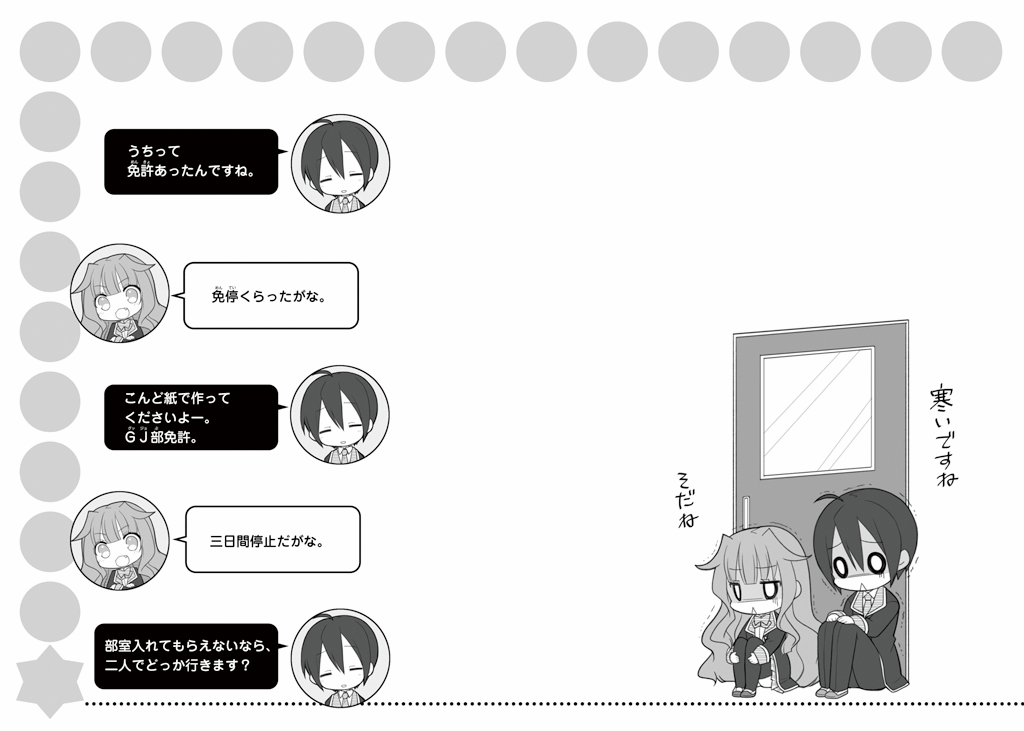 うちって
免許あったんですね。
免停くらったがな。
こんど紙で作って
くださいよー。
GJ部免許。
三日間停止だがな。
部室入れてもらえないなら、
二人でどっか行きます？
寒いですね
そだね